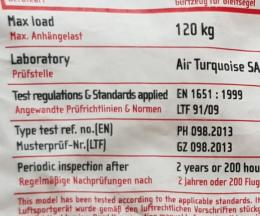 Gurtzeug für Gleitsegel
Max load
Max. Anhängelast
120 kg
Laboratory
Prüfstelle
Air Turquoise SA
Test regulations & Standards applied
Angewandte Prüfrichtlinien & Normen
EN 1651 : 1999
LTF 91/09
Type test ref. no.[EN]
Musterprüf-Nr.[LTF]
PH 098.2013
GZ 098.2013
Periodic inspection after
Regelmäßige Nachprüfungen nach
2 years or 200 hou
2 Jahren oder 200 Flug
This model has been tested according to the applicable standards. If
Luftsportgerät wurde gemäß den luftrechtlichen Vorschriften stück